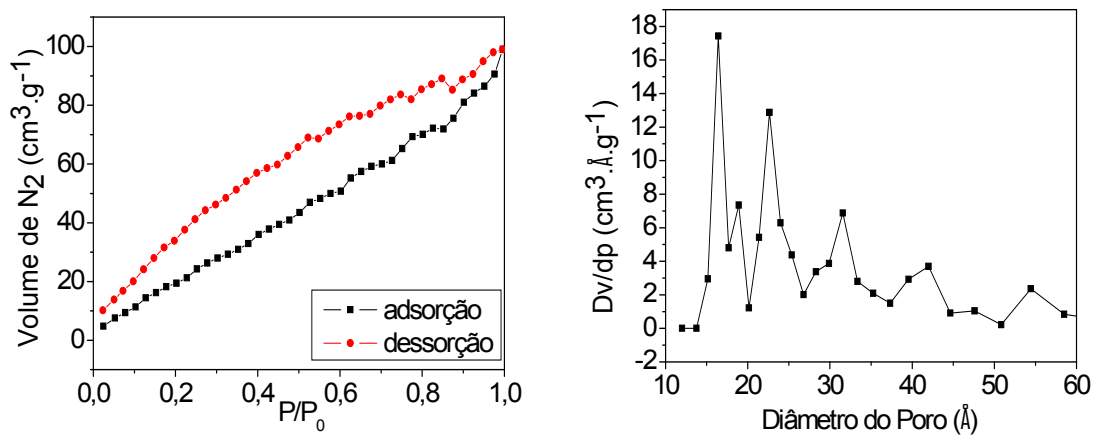 Volume de N2 (cm3.g-1)
100
80
60
40
20
0
0,0 0,2 0,4 0,6 0,8 1,0
P/P0
adsorção
dessorção
Dv/dp (cm3.Å.g-1)
18
16
14
12
10
8
6
4
2
0
-2
10 20 30 40 50 60
Diâmetro do Poro (Å)